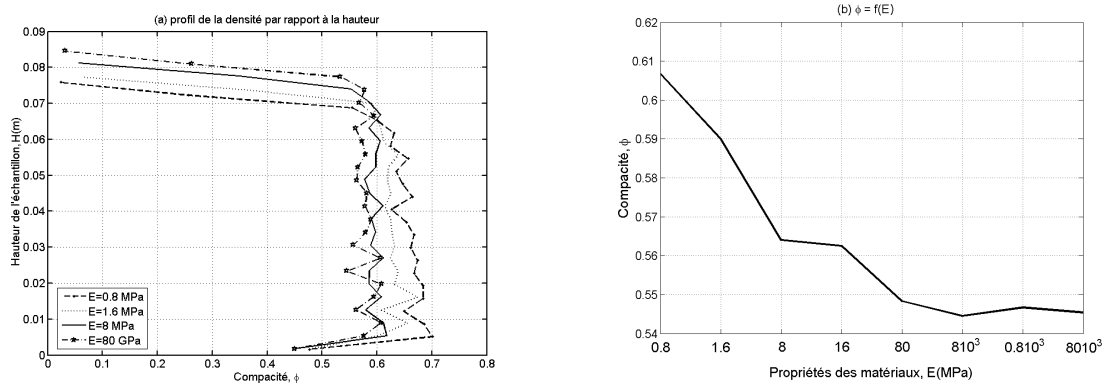 (a) profil de la densité par rapport à la hauteur
0.09
0.08
0.07
0.06
0.05
0.04
0.03
0.02
0.01
0
Hauteur de l'échantillon, H(m)
E=0.8 MPa
E=1.6 MPa
E=8 MPa
E=80 GPa
0 0.1 0.2 0.3 0.4 0.5 0.6 0.7 0.8
Compacité, ϕ
(b) ϕ = f(E)
0.62
0.61
0.6
0.59
0.58
0.57
0.56
0.55
0.54
Compacité, ϕ
0.8 1.6 8 16 80 810³ 0.810³ 8010³
Propriétés des matériaux, E(MPa)